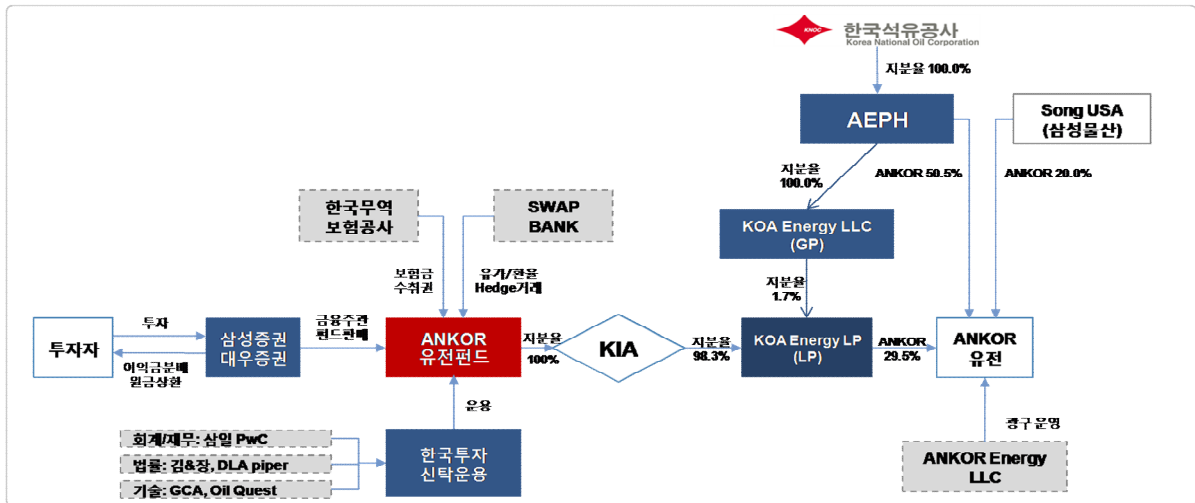 KNOC 한국석유공사
Korea National Oil Corporation
지분율 100.0%
AEPH
Song USA
(삼성물산)
지분율
100.0%
ANKOR 50.5%
ANKOR 20.0%
한국무역
보험공사
SWAP
BANK
KOA Energy LLC
(GP)
보험금
수취권
유가/환율
Hedge거래
지분율
1.7%
투자자
투자
이익금분배
원금상환
삼성증권
대우증권
금융주관
펀드판매
ANKOR
유전펀드
지분율
100%
KIA
지분율
98.3%
KOA Energy LP
(LP)
ANKOR
29.5%
ANKOR
유전
운용
광구 운영
회계/재무: 삼일 PwC
법률: 김&장, DLA piper
기술: GCA, Oil Quest
한국투자
신탁운용
ANKOR Energy
LLC